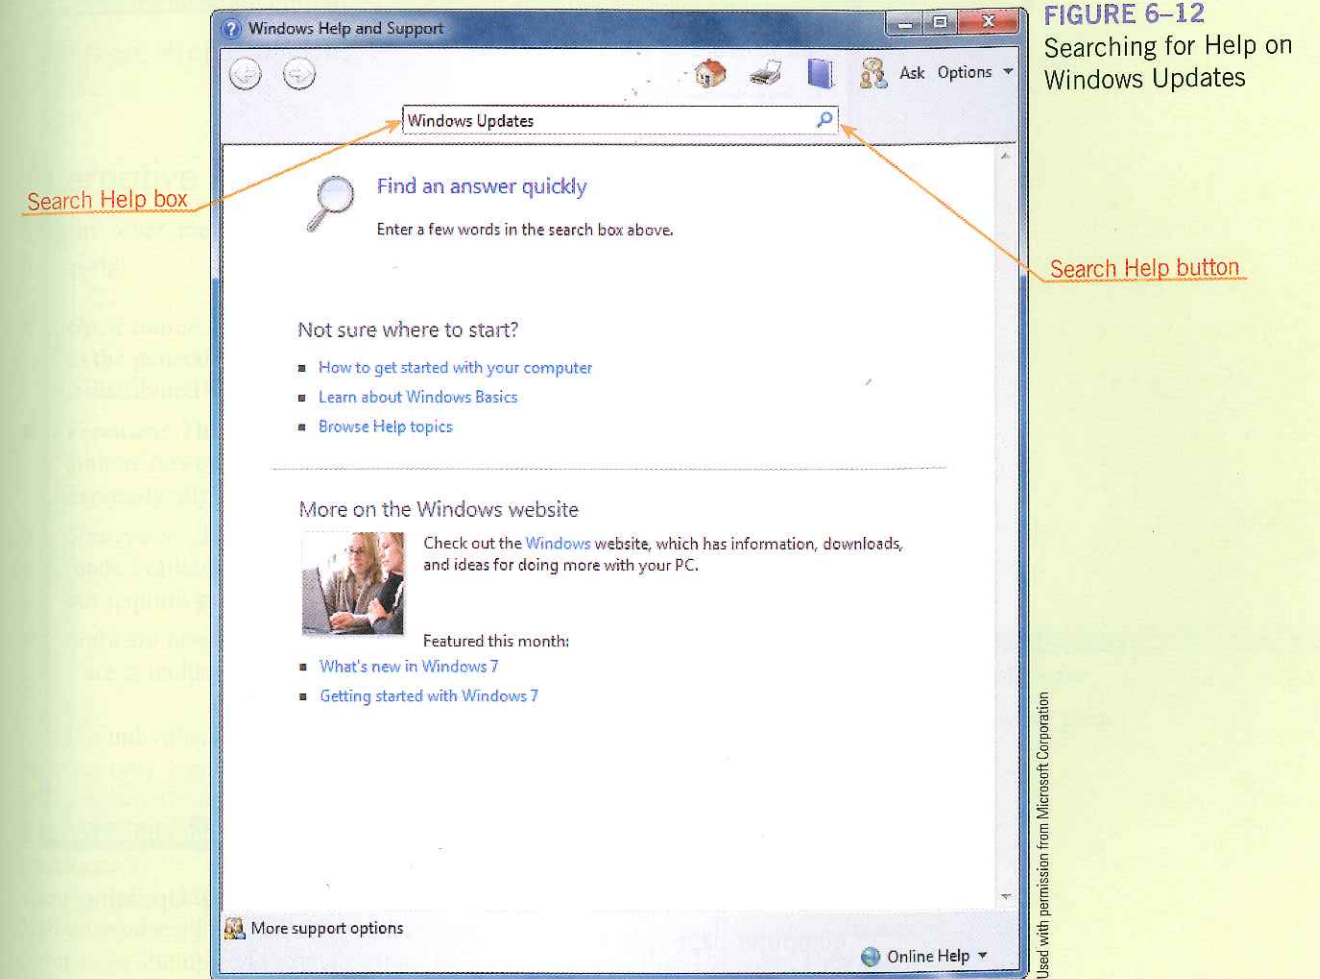 FIGURE 6–12
Searching for Help on
Windows Updates
Windows Help and Support
Ask Options
Windows Updates
Search Help box
Search Help button
Find an answer quickly
Enter a few words in the search box above.
Not sure where to start?
How to get started with your computer
Learn about Windows Basics
Browse Help topics
More on the Windows website
Check out the Windows website, which has information, downloads,
and ideas for doing more with your PC.
Featured this month:
What's new in Windows 7
Getting started with Windows 7
More support options
Online Help
Used with permission from Microsoft Corporation